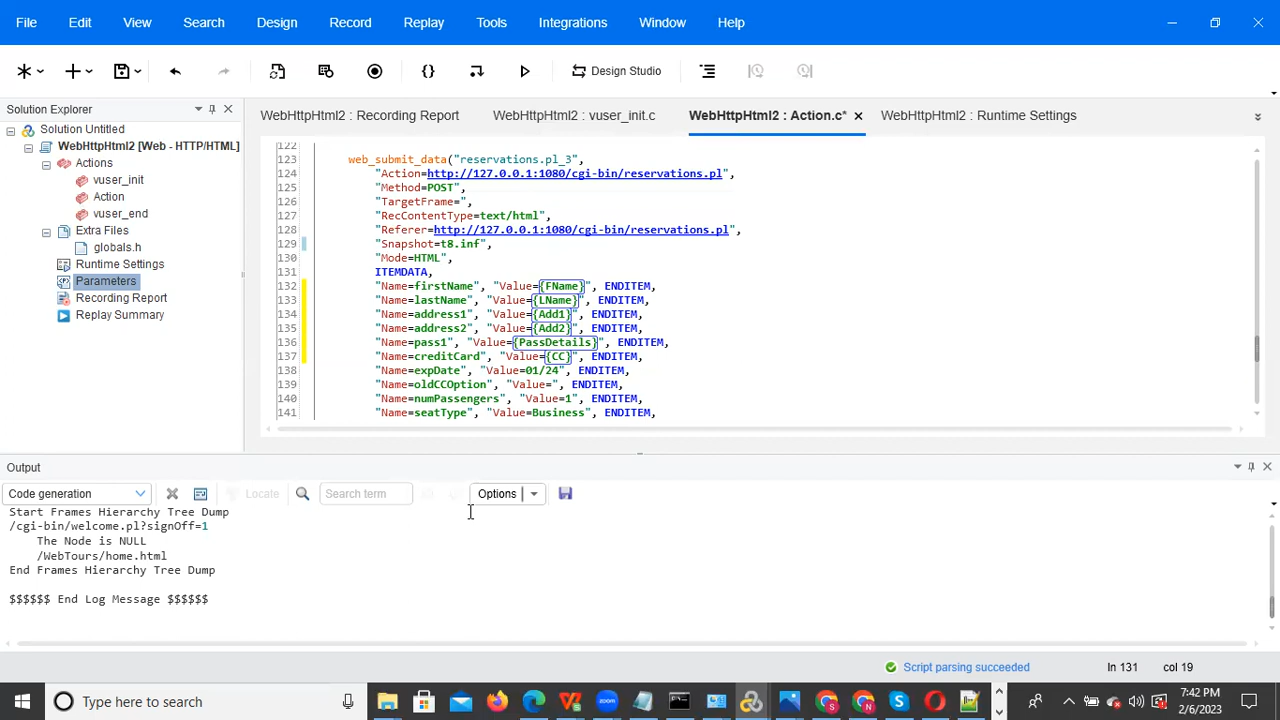 File Edit View Search Design Record Replay Tools Integrations Window Help
Design Studio
Solution Explorer
Solution Untitled
WebHttpHtml2 [Web - HTTP/HTML]
Actions
vuser_init
Action
vuser_end
Extra Files
globals.h
Runtime Settings
Parameters
Recording Report
Replay Summary
WebHttpHtml2 : Recording Report WebHttpHtml2 : vuser_init.c WebHttpHtml2 : Action.c* WebHttpHtml2 : Runtime Settings
122
123 web_submit_data("reservations.pl_3",
124 "Action=http://127.0.0.1:1080/cgi-bin/reservations.pl",
125 "Method=POST",
126 "TargetFrame=",
127 "RecContentType=text/html",
128 "Referer=http://127.0.0.1:1080/cgi-bin/reservations.pl",
129 "Snapshot=t8.inf",
130 "Mode=HTML",
131 ITEMDATA,
132 "Name=firstName", "Value={FName}", ENDITEM,
133 "Name=lastName", "Value={LName}", ENDITEM,
134 "Name=address1", "Value={Add1}", ENDITEM,
135 "Name=address2", "Value={Add2}", ENDITEM,
136 "Name=pass1", "Value={PassDetails}", ENDITEM,
137 "Name=creditCard", "Value={CC}", ENDITEM,
138 "Name=expDate", "Value=01/24", ENDITEM,
139 "Name=oldCCOption", "Value=", ENDITEM,
140 "Name=numPassengers", "Value=1", ENDITEM,
141 "Name=seatType", "Value=Business", ENDITEM,
Output
Code generation Locate Search term Options
Start Frames Hierarchy Tree Dump
/cgi-bin/welcome.pl?signOff=1
The Node is NULL
/WebTours/home.html
End Frames Hierarchy Tree Dump
$$$$$$ End Log Message $$$$$$
Script parsing succeeded ln 131 col 19
Type here to search
7:42 PM
2/6/2023